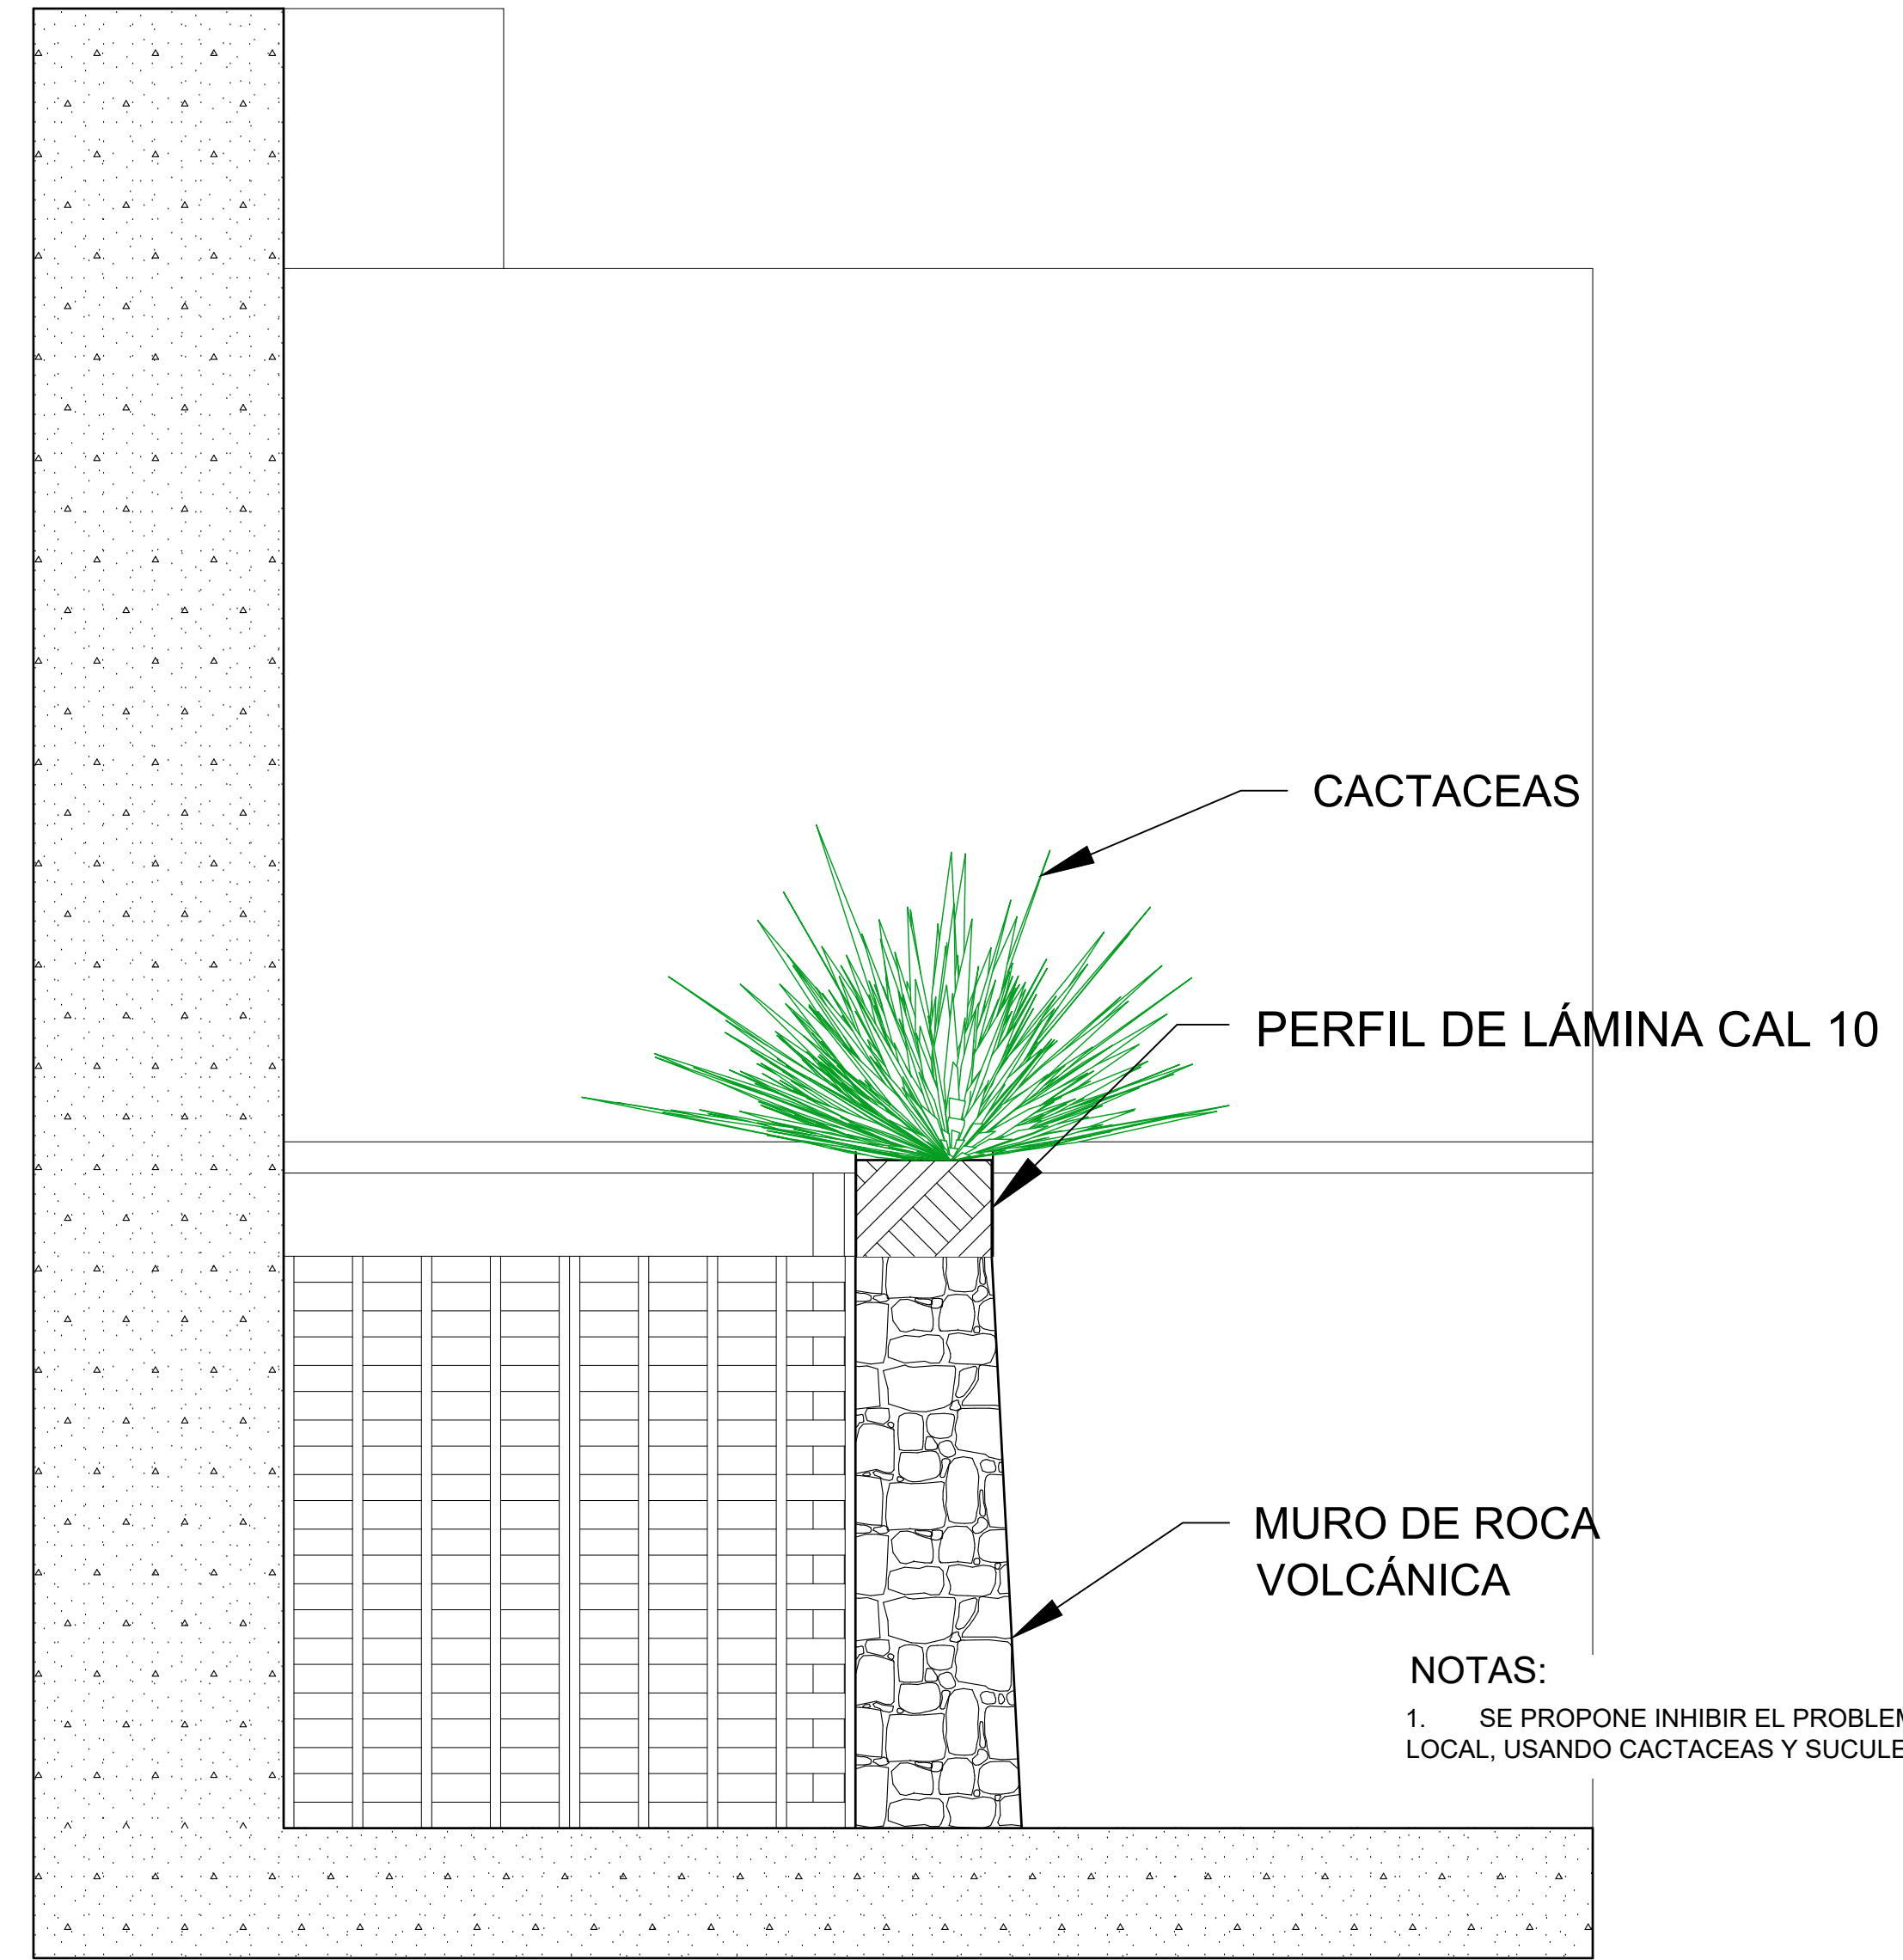 CACTACEAS
PERFIL DE LÁMINA CAL 10
MURO DE ROCA
VOLCÁNICA
NOTAS:
1. SE PROPONE INHIBIR EL
LOCAL, USANDO CACTACEAS Y